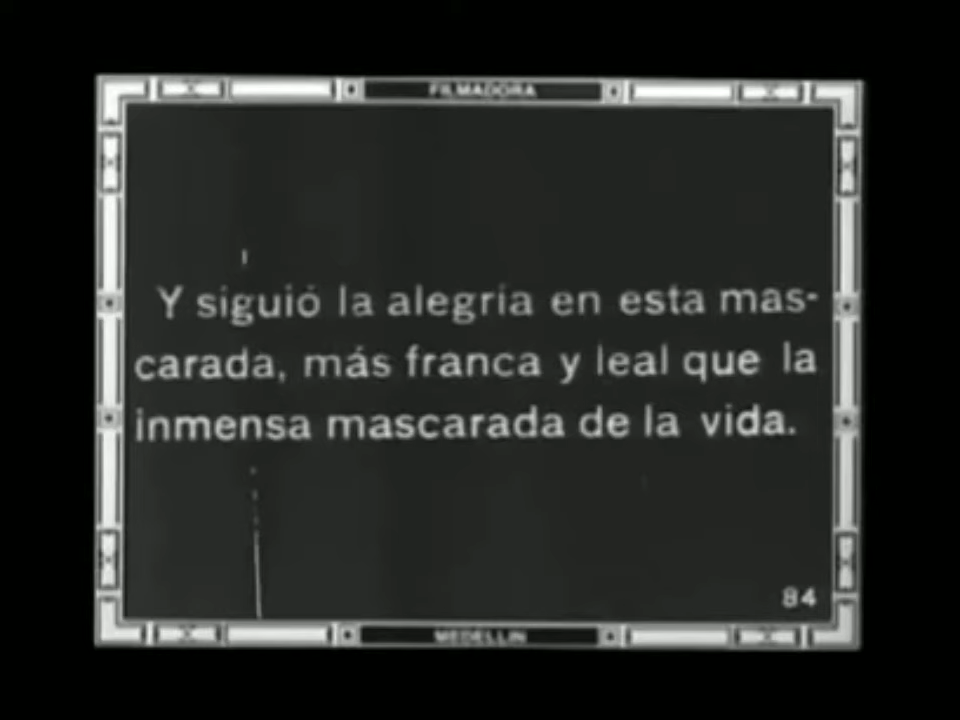 FILMADORA
Y siguió la alegria en esta mas-
carada, más franca y leal que la
inmensa mascarada de la vida.
84
MEDELLIN